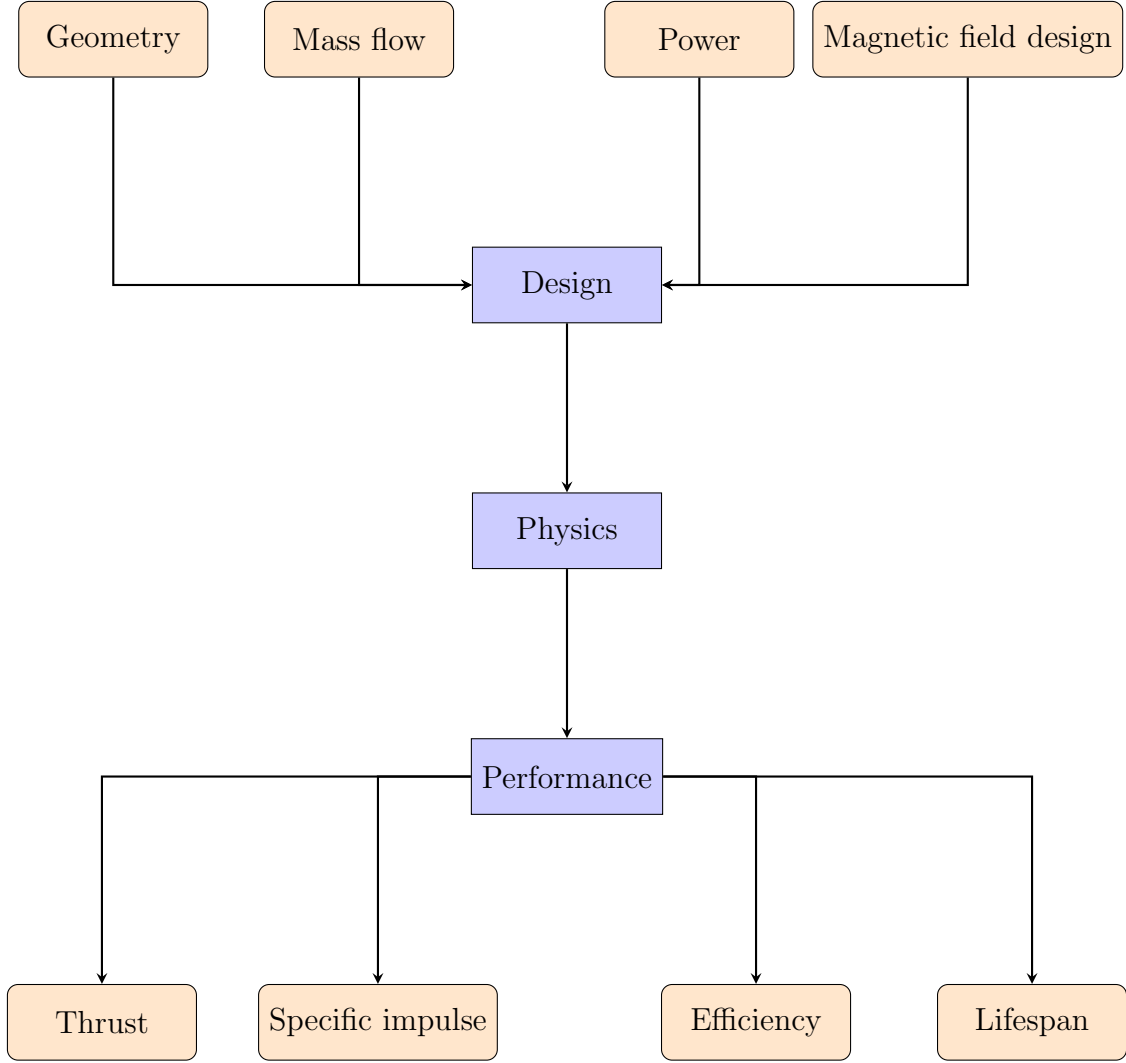 Geometry
Mass flow
Power
Magnetic field design
Design
Physics
Performance
Thrust
Specific impulse
Efficiency
Lifespan